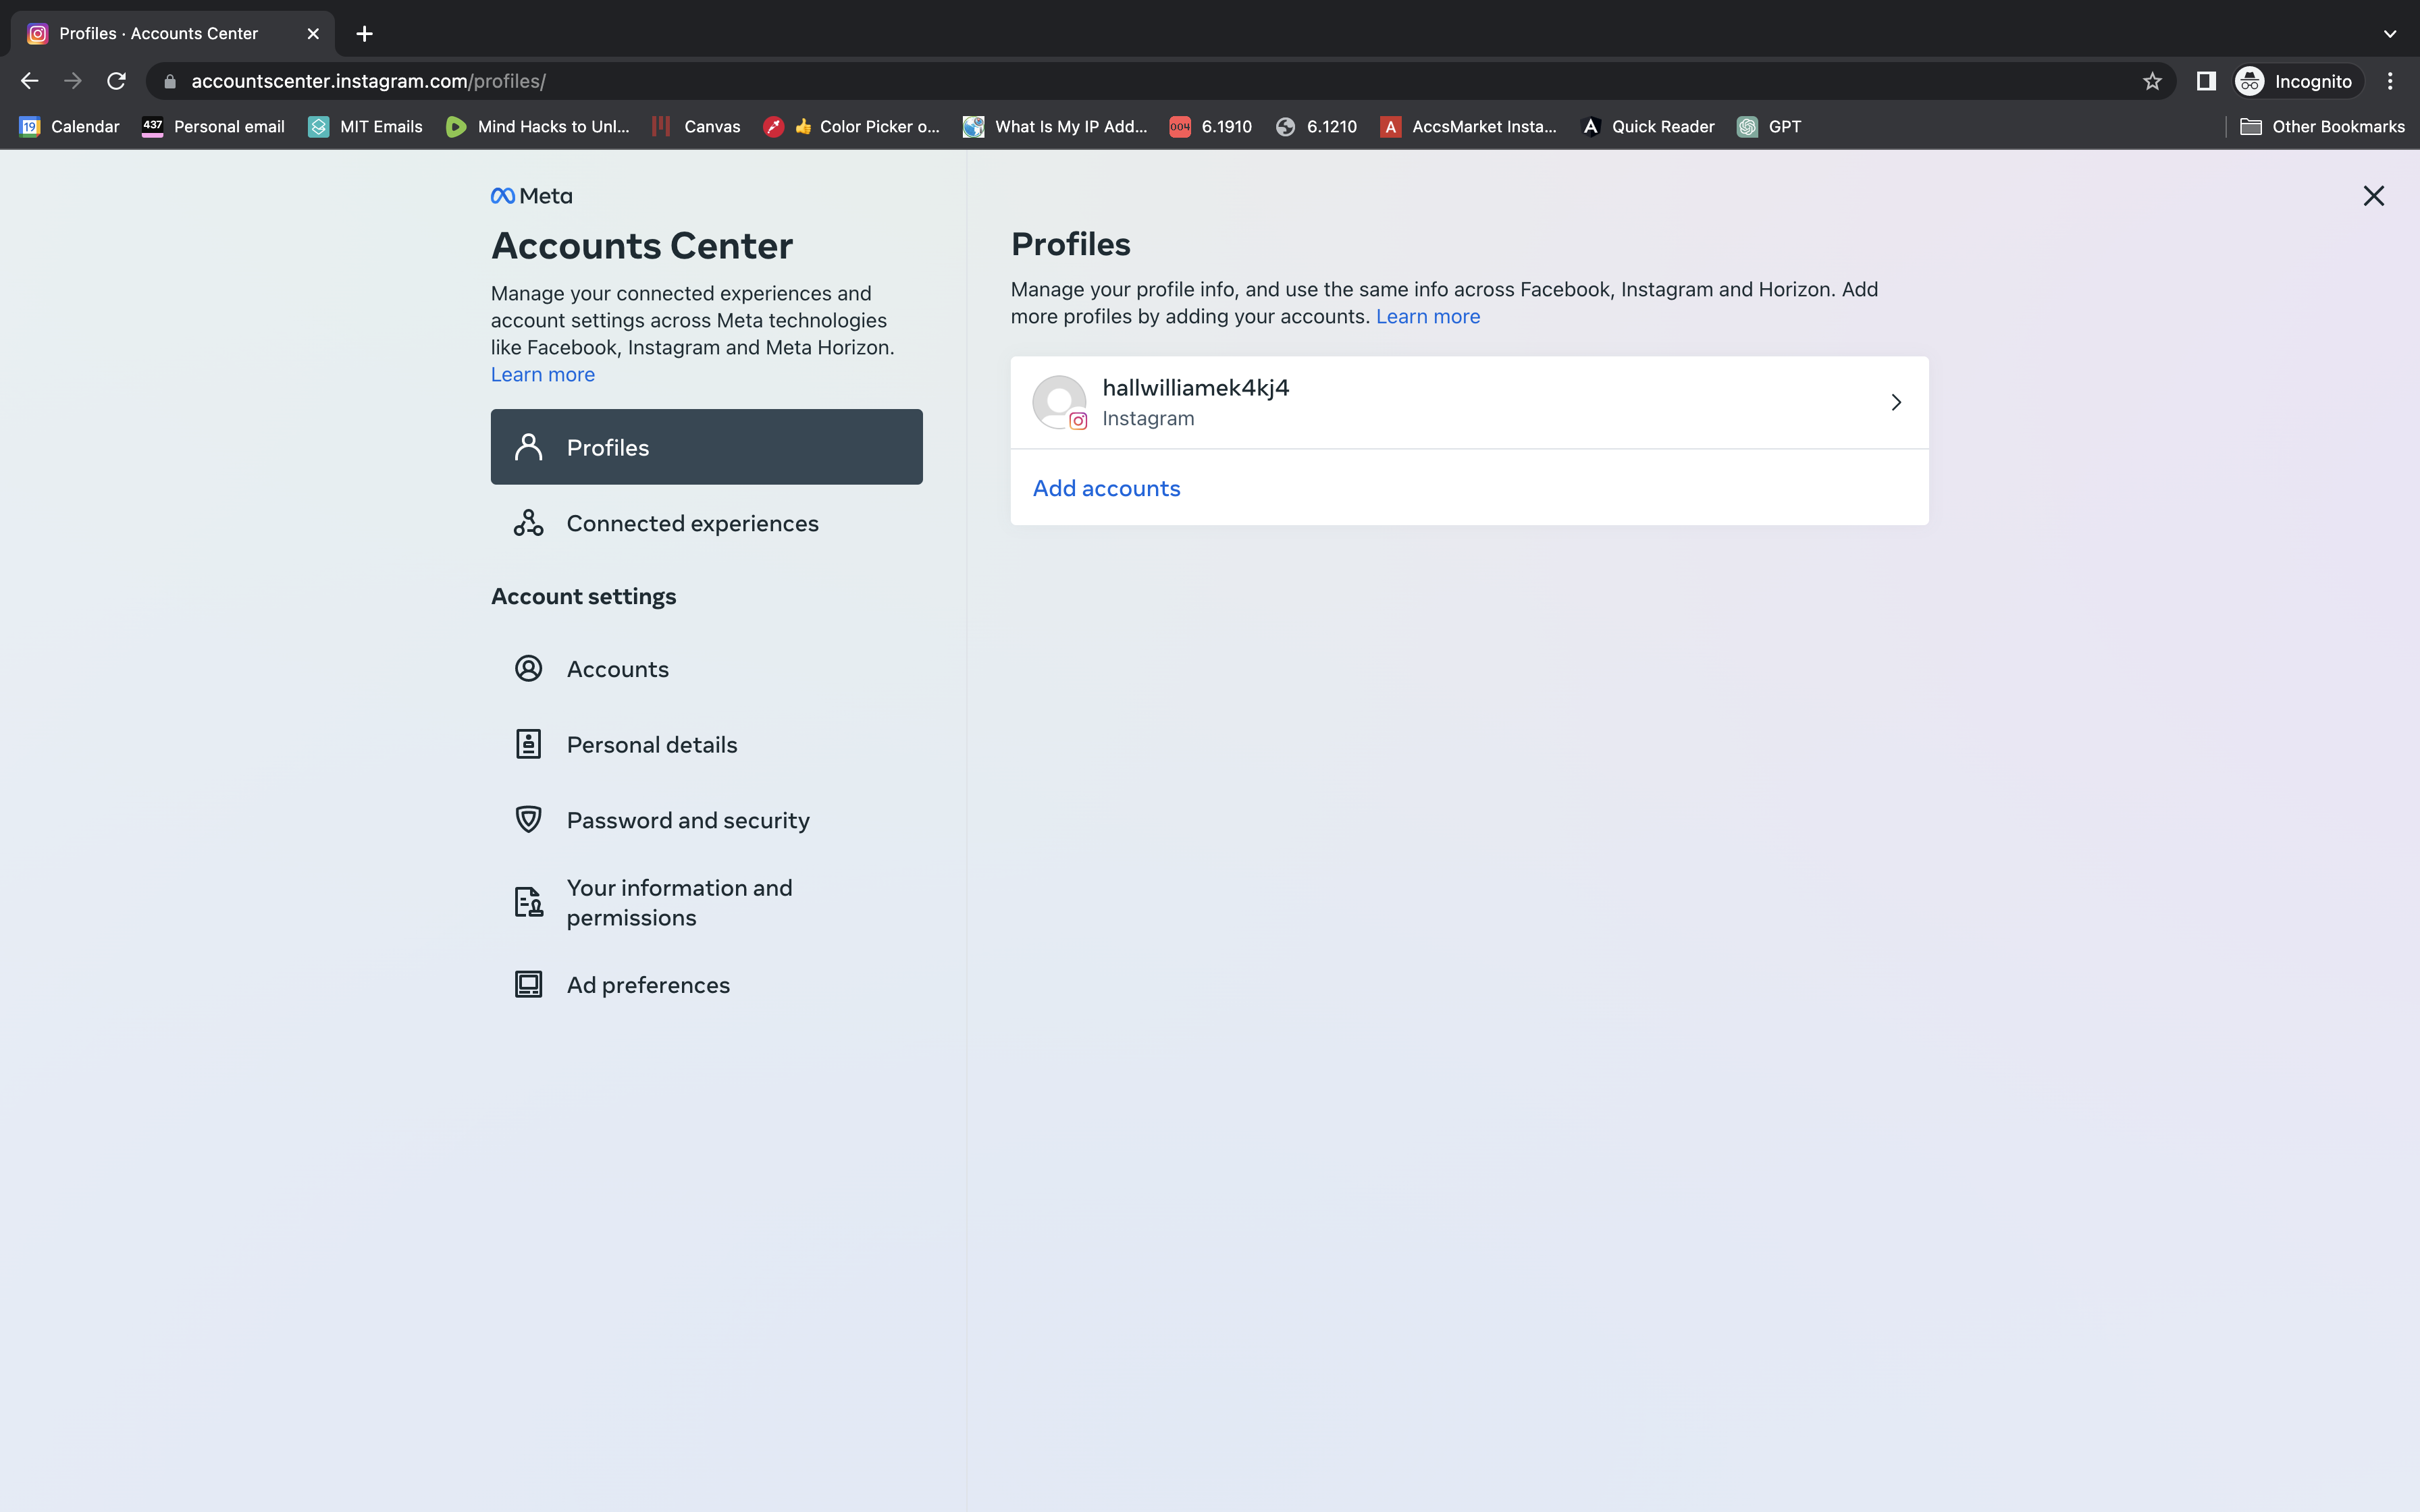 Profiles · Accounts Center
accountscenter.instagram.com/profiles/
Incognito
19 Calendar
437 Personal email
MIT Emails
Mind Hacks to Unl...
Canvas
👍 Color Picker o...
What Is My IP Add...
004 6.1910
6.1210
A AccsMarket Insta...
Quick Reader
GPT
Other Bookmarks
Meta
Accounts Center
Manage your connected experiences and
account settings across Meta technologies
like Facebook, Instagram and Meta Horizon.
Learn more
Profiles
Connected experiences
Account settings
Accounts
Personal details
Password and security
Your information and
permissions
Ad preferences
Profiles
Manage your profile info, and use the same info across Facebook, Instagram and Horizon. Add
more profiles by adding your accounts. Learn more
hallwilliamek4kj4
Instagram
Add accounts